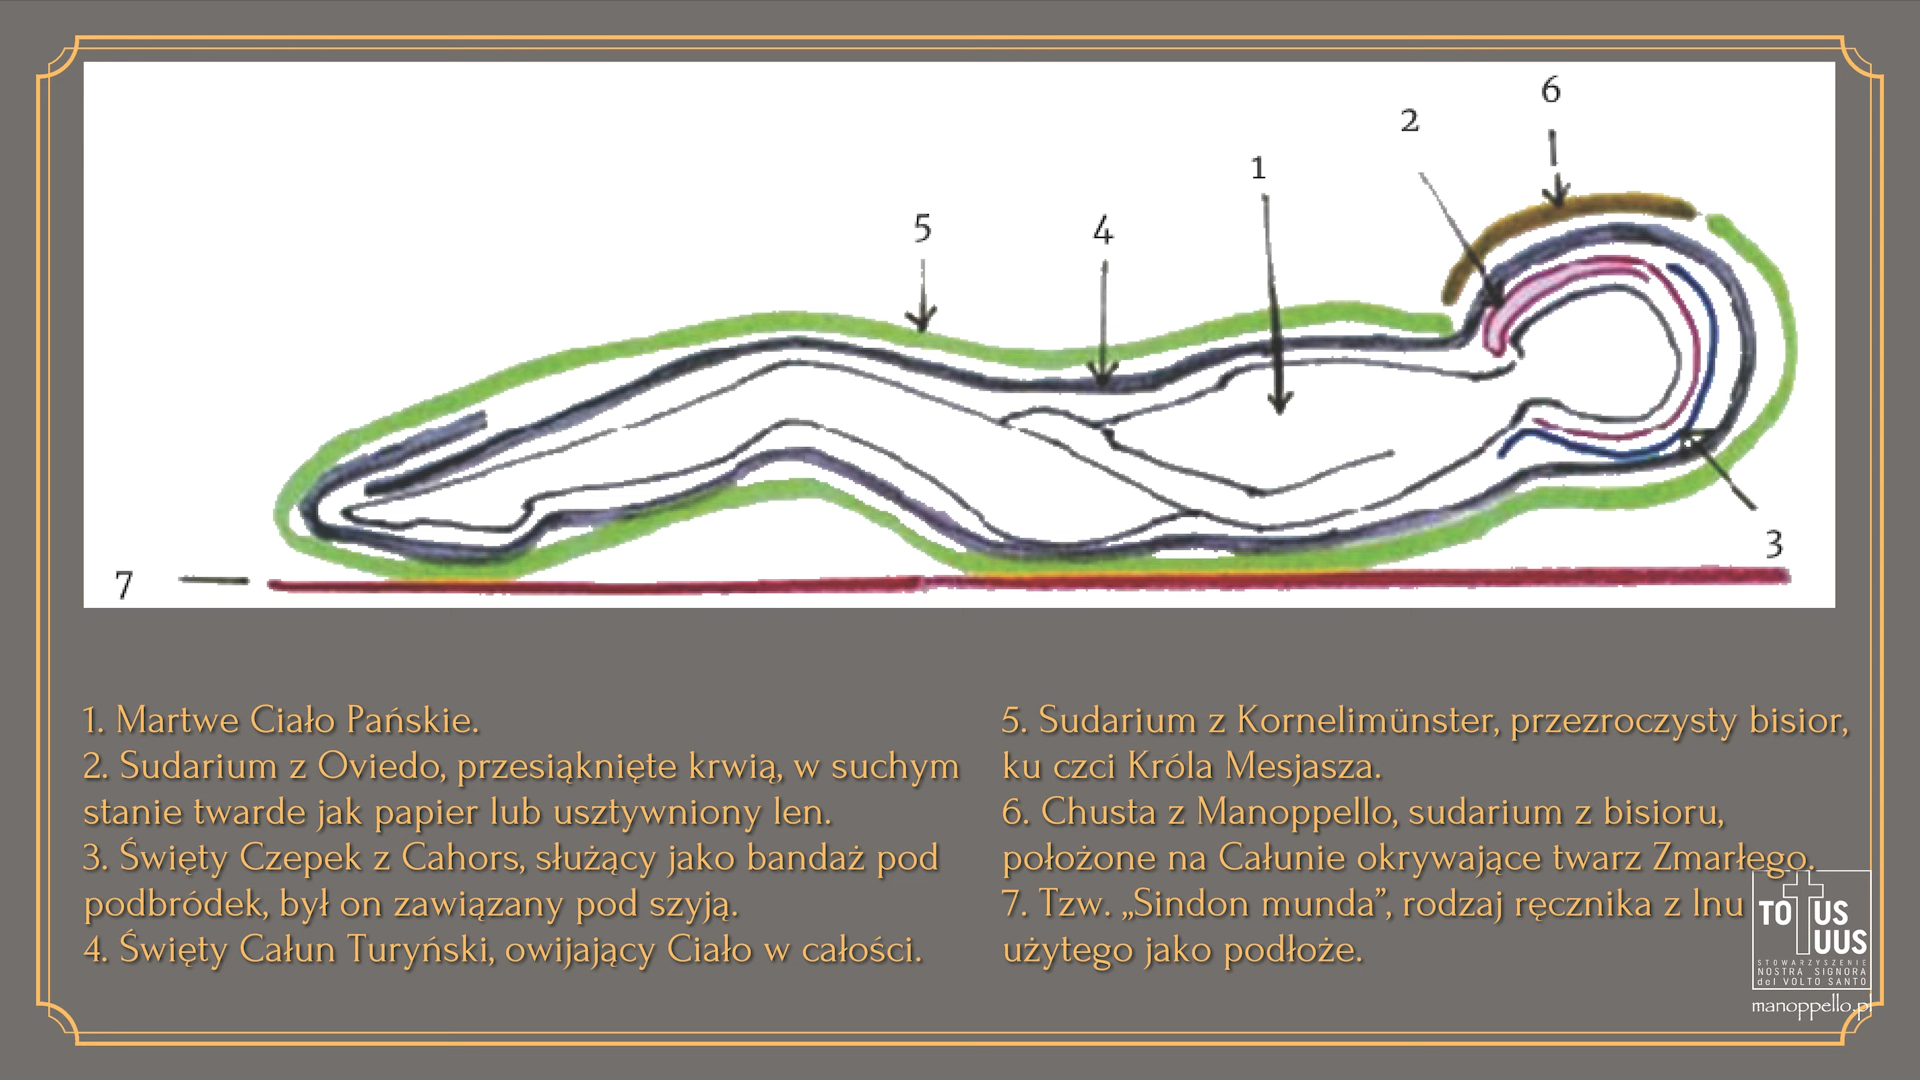 6
2
1
5
4
3
7
1. Martwe Ciało Pańskie.
2. Sudarium z Oviedo, przesiąknięte krwią, w suchym
stanie twarde jak papier lub usztywniony len.
3. Święty Czepek z Cahors, służący jako bandaż pod
podbródek, był on zawiązany pod szyją.
4. Święty Całun Turyński, owijający Ciało w całości.
5. Sudarium z Kornelimünster, przezroczysty bisior,
ku czci Króla Mesjasza.
6. Chusta z Manoppello, sudarium z bisioru,
położone na Całunie okrywające twarz Zmarłego.
7. Tzw. „Sindon munda”, rodzaj ręcznika z lnu
użytego jako podłoże.
TOTUS
TUUS
STOWARZYSZENIE
NOSTRA SIGNORA
del VOLTO SANTO
manoppello.pl